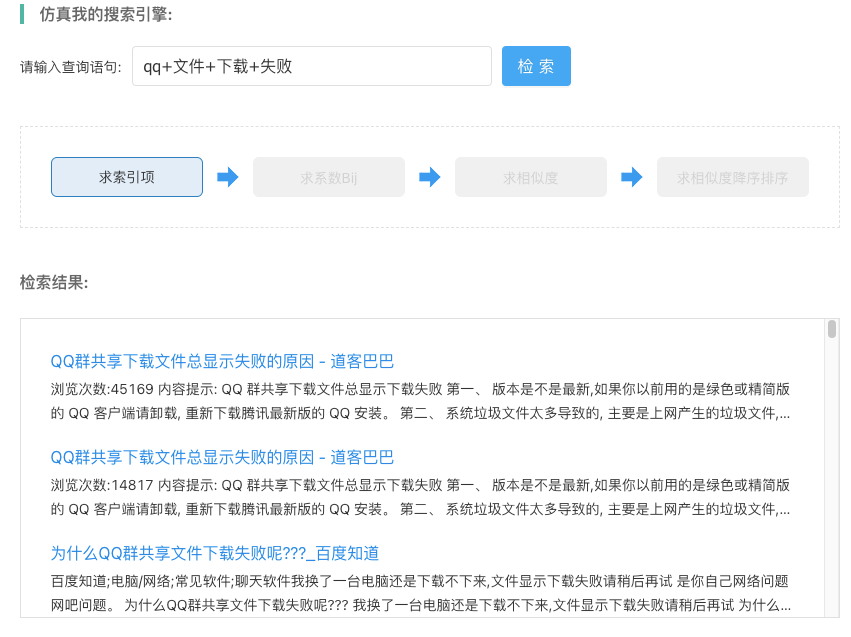 仿真我的搜索引擎:
请输入查询语句: qq+文件+下载+失败 检 索
求索引项 求系数Bij 求相似度 求相似度降序排序
检索结果:
QQ群共享下载文件总显示失败的原因 - 道客巴巴
浏览次数:45169 内容提示: QQ 群共享下载文件总显示下载失败 第一、 版本是不是最新,如果你以前用的是绿色或精简版
的 QQ 客户端请卸载, 重新下载腾讯最新版的 QQ 安装。 第二、 系统垃圾文件太多导致的, 主要是上网产生的垃圾文件,...
QQ群共享下载文件总显示失败的原因 - 道客巴巴
浏览次数:14817 内容提示: QQ 群共享下载文件总显示下载失败 第一、 版本是不是最新,如果你以前用的是绿色或精简版
的 QQ 客户端请卸载, 重新下载腾讯最新版的 QQ 安装。 第二、 系统垃圾文件太多导致的, 主要是上网产生的垃圾文件,...
为什么QQ群共享文件下载失败呢???_百度知道
百度知道;电脑/网络;常见软件;聊天软件我换了一台电脑还是下载不下来,文件显示下载失败请稍后再试 是你自己网络问题
网吧问题。 为什么QQ群共享文件下载失败呢??? 我换了一台电脑还是下载不下来,文件显示下载失败请稍后再试 为什么...